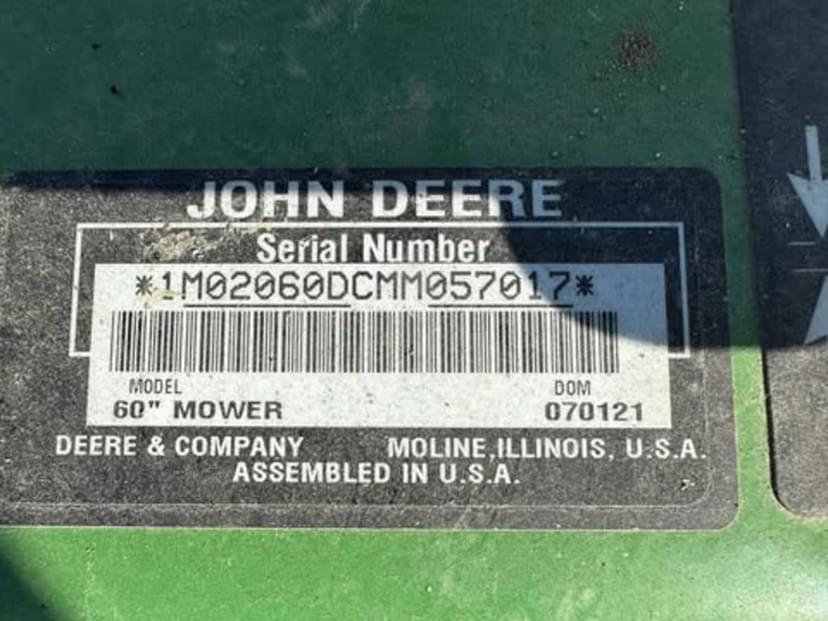 JOHN DEERE
Serial Number
*1M02060DCMM057017*
MODEL DOM
60" MOWER 070121
DEERE & COMPANY MOLINE, ILLINOIS, U.S.A.
ASSEMBLED IN U.S.A.